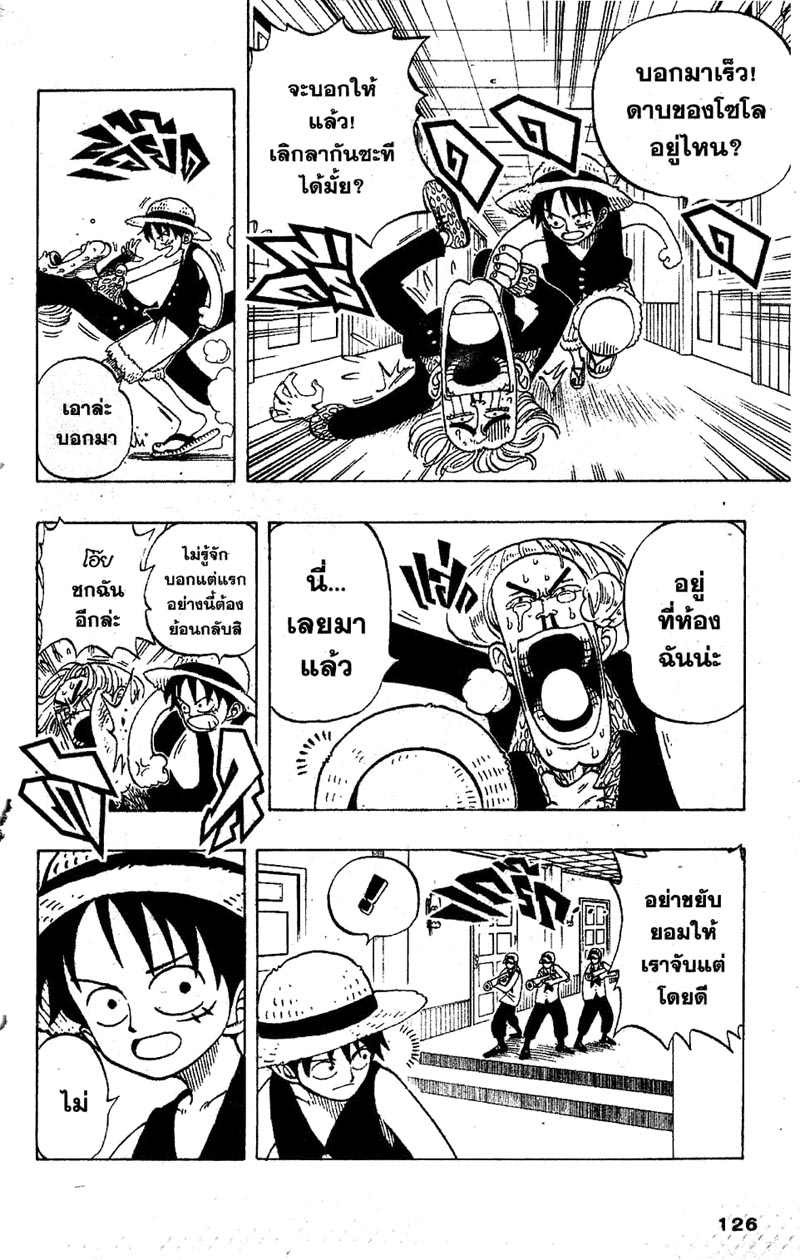 บอกมาเร็ว!
ดาบของโซโล
อยู่ไหน?
จะบอกให้
แล้ว!
เลิกลากันซะที
ได้มั้ย?
เอาล่ะ
บอกมา
อยู่
ที่ห้อง
ฉันน่ะ
แฮ่ก
นี่...
เลยมา
แล้ว
ไม่รู้จัก
บอกแต่แรก
อย่างนี้ต้อง
ย้อนกลับสิ
โอ๊ย
ชกฉัน
อีกล่ะ
อย่าขยับ
ยอมให้
เราจับแต่
โดยดี
!
ไม่
126